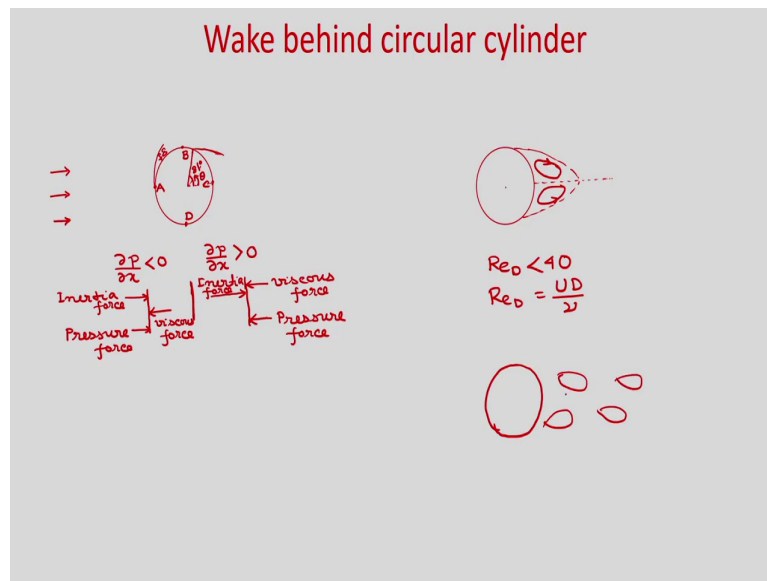 Wake behind circular cylinder
δ
B
A
81°
θ
C
D
∂p/∂x < 0
∂p/∂x > 0
Inertia force
viscous force
Pressure force
Inertia force
viscous force
Pressure force
Re_D < 40
Re_D = UD/ν